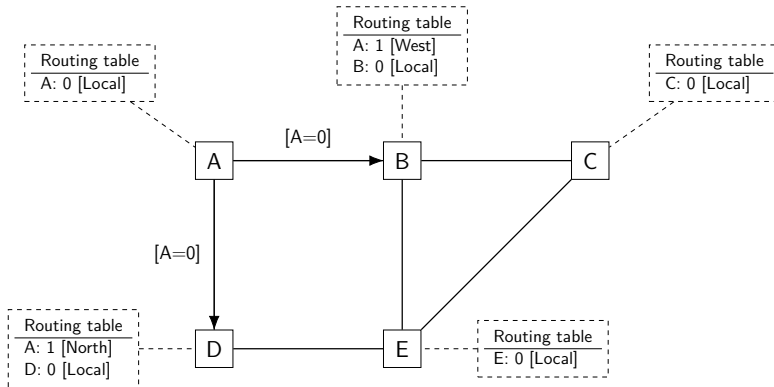 Routing table
A: 1 [West]
B: 0 [Local]
Routing table
A: 0 [Local]
Routing table
C: 0 [Local]
[A=0]
A
B
C
[A=0]
Routing table
A: 1 [North]
D: 0 [Local]
D
E
Routing table
E: 0 [Local]